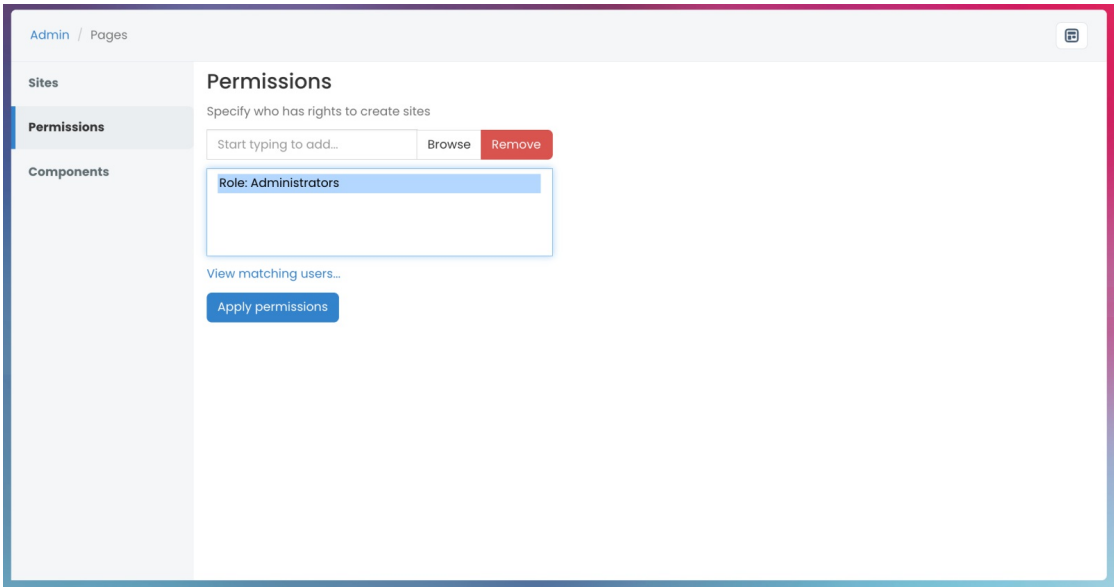 Admin / Pages
Sites
Permissions
Components
Permissions
Specify who has rights to create sites
Start typing to add... Browse Remove
Role: Administrators
View matching users...
Apply permissions